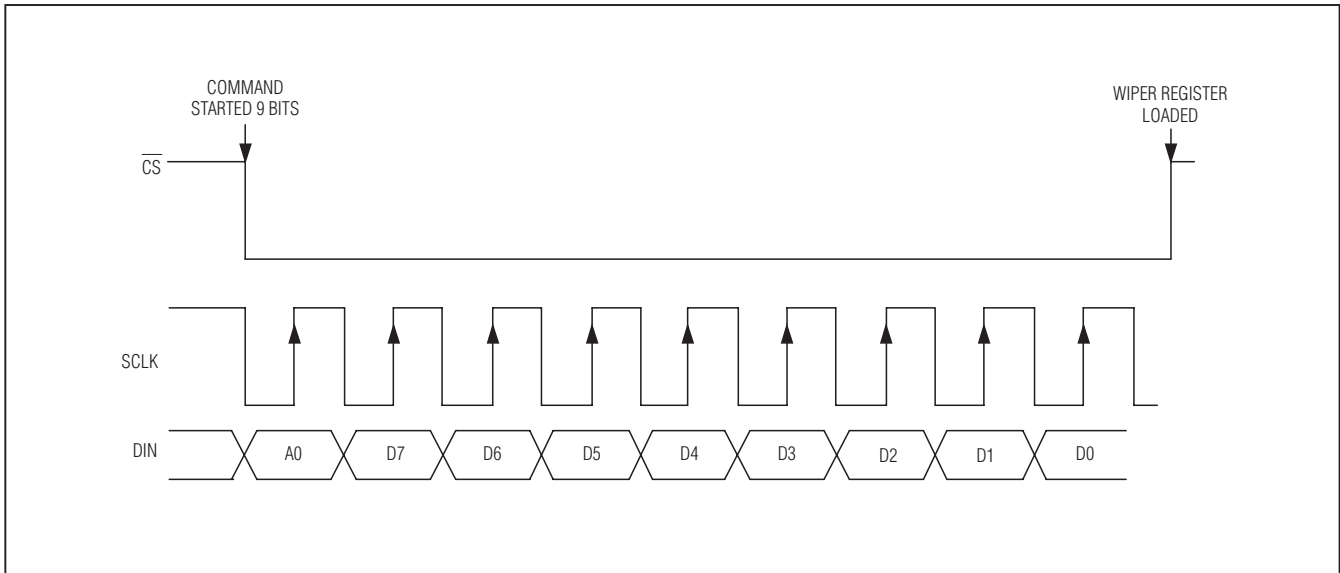 COMMAND
STARTED 9 BITS
WIPER REGISTER
LOADED
CS
SCLK
DIN
A0 D7 D6 D5 D4 D3 D2 D1 D0